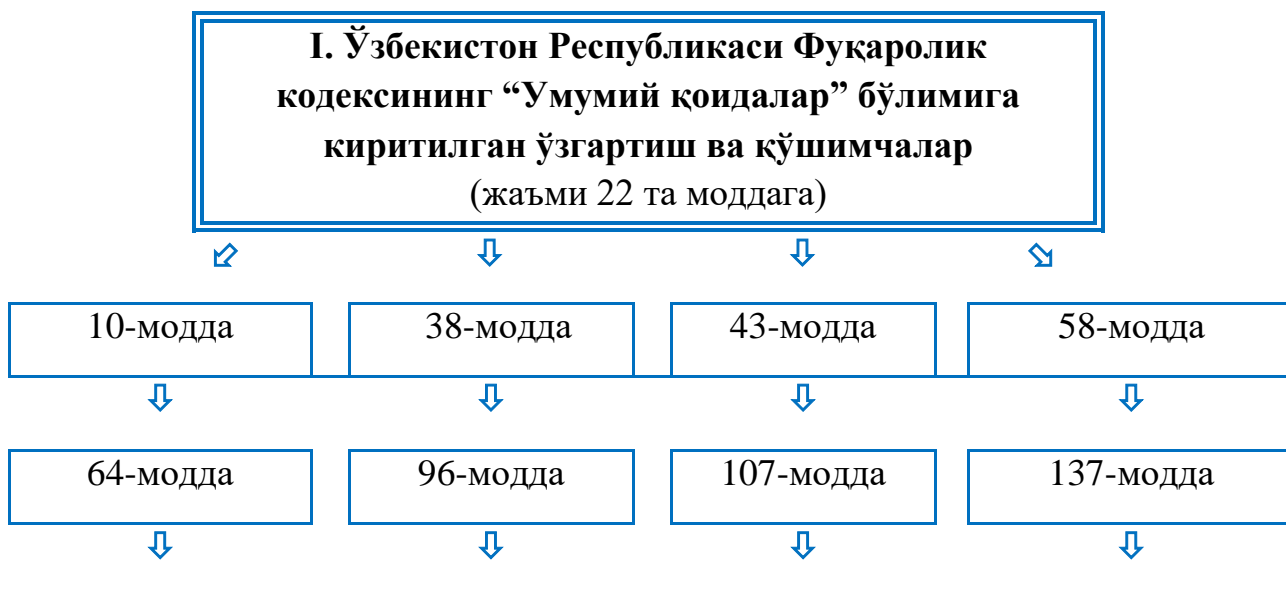 I. Ўзбекистон Республикаси Фуқаролик
кодексининг “Умумий қоидалар” бўлимига
киритилган ўзгартиш ва қўшимчалар
(жаъми 22 та моддага)
10-модда
38-модда
43-модда
58-модда
64-модда
96-модда
107-модда
137-модда